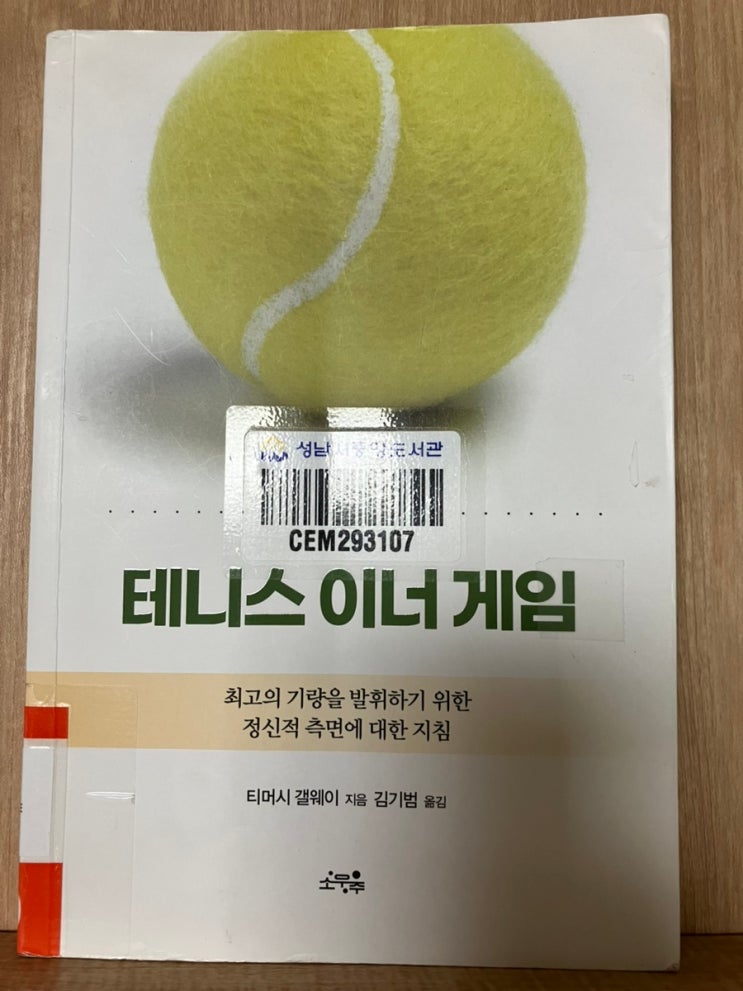 성남시중앙도서관
CEM293107
테니스 이너 게임
최고의 기량을 발휘하기 위한
정신적 측면에 대한 지침
티머시 갤웨이 지음 김기범 옮김
소우주